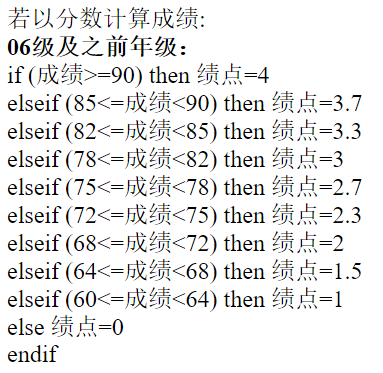 若以分数计算成绩:
06级及之前年级：
if (成绩>=90) then 绩点=4
elseif (85<=成绩<90) then 绩点=3.7
elseif (82<=成绩<85) then 绩点=3.3
elseif (78<=成绩<82) then 绩点=3
elseif (75<=成绩<78) then 绩点=2.7
elseif (72<=成绩<75) then 绩点=2.3
elseif (68<=成绩<72) then 绩点=2
elseif (64<=成绩<68) then 绩点=1.5
elseif (60<=成绩<64) then 绩点=1
else 绩点=0
endif